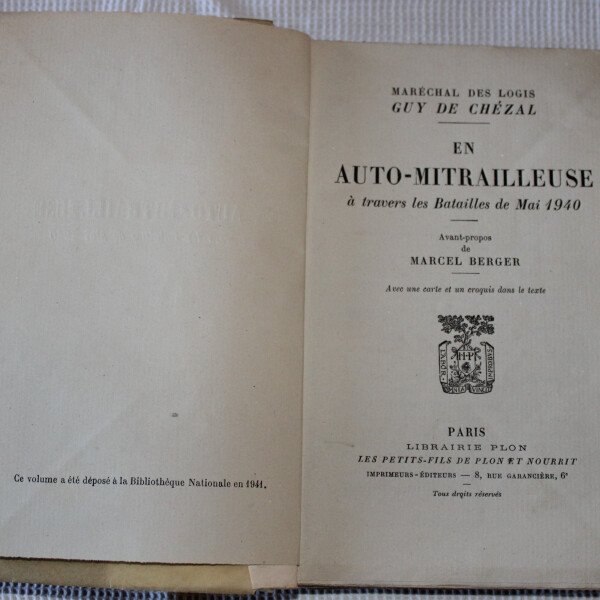 Ce volume a été déposé à la Bibliothéque Nationale en 1941.
MARÉCHAL DES LOGIS
GUY DE CHÉZAL
EN
AUTO-MITRAILLEUSE
à travers les Batailles de Mai 1940
Avant-propos
de
MARCEL BERGER
Avec une carte et un croquis dans le texte
PARIS
LIBRAIRIE PLON
LES PETITS-FILS DE PLON ET NOURRIT
IMPRIMEURS-ÉDITEURS — 8, RUE GARANCIÈRE, 6e
Tous droits réservés